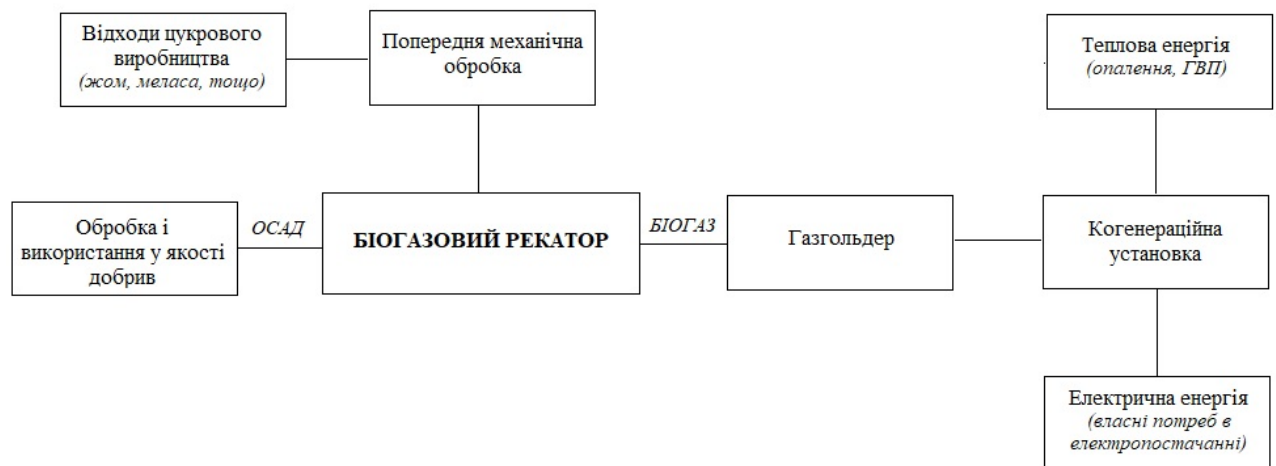 Відходи цукрового
виробництва
(жом, меласа, тощо)
Попередня механічна
обробка
Теплова енергія
(опалення, ГВП)
Обробка і
використання у якості
добрив
ОСАД
БІОГАЗОВИЙ РЕКАТОР
БІОГАЗ
Газгольдер
Когенераційна
установка
Електрична енергія
(власні потреб в
електропостачанні)